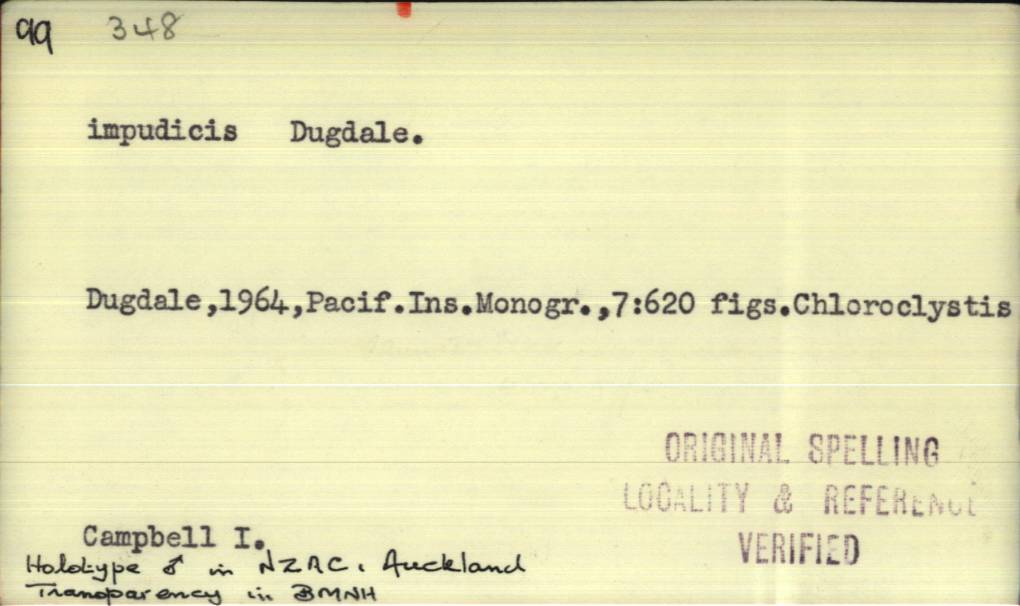 99 348
impudicis Dugdale.
Dugdale,1964,Pacif.Ins.Monogr.,7:620 figs.Chloroclystis
ORIGINAL SPELLING
LOCALITY & REFERENCE
VERIFIED
Campbell I.
Holotype ♂ in NZAC, Auckland
Transparency in BMNH